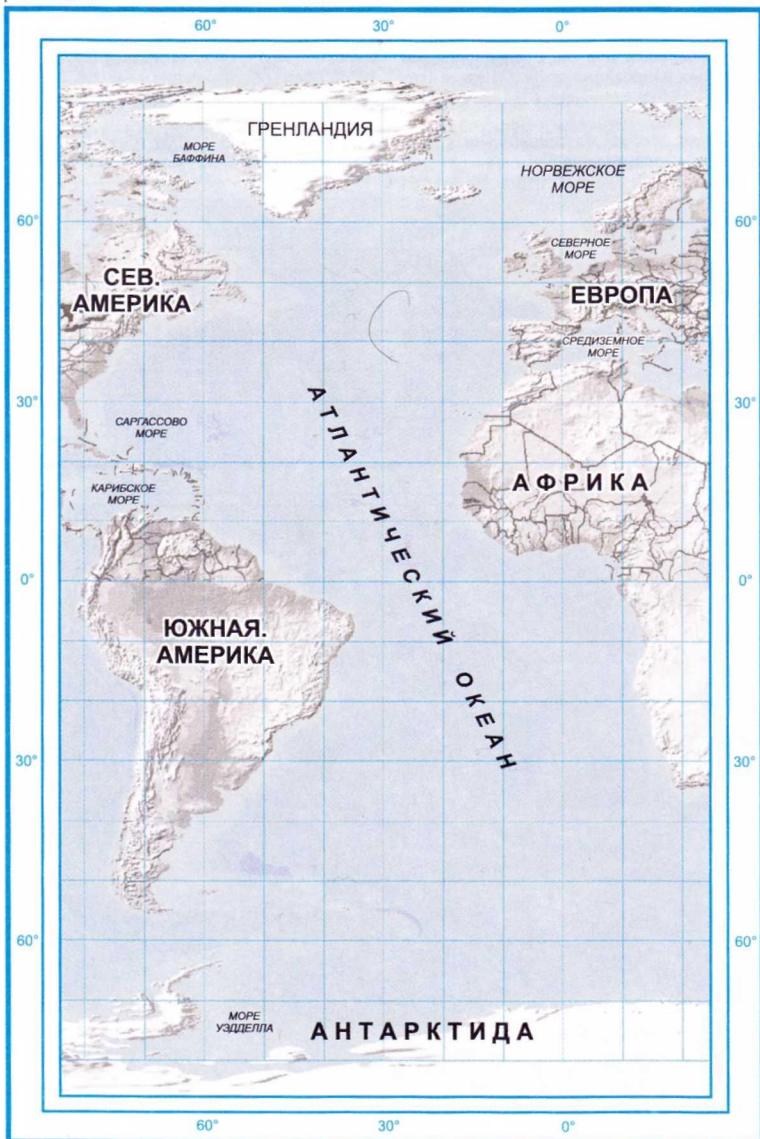 60° 30° 0°
ГРЕНЛАНДИЯ
МОРЕ
БАФФИНА
НОРВЕЖСКОЕ
МОРЕ
60° 60°
СЕВЕРНОЕ
МОРЕ
СЕВ.
АМЕРИКА
ЕВРОПА
СРЕДИЗЕМНОЕ
МОРЕ
30° 30°
САРГАССОВО
МОРЕ
АТЛАНТИЧЕСКИЙ ОКЕАН
АФРИКА
КАРИБСКОЕ
МОРЕ
0° 0°
ЮЖНАЯ.
АМЕРИКА
30° 30°
60° 60°
МОРЕ
УЭДДЕЛЛА
АНТАРКТИДА
60° 30° 0°